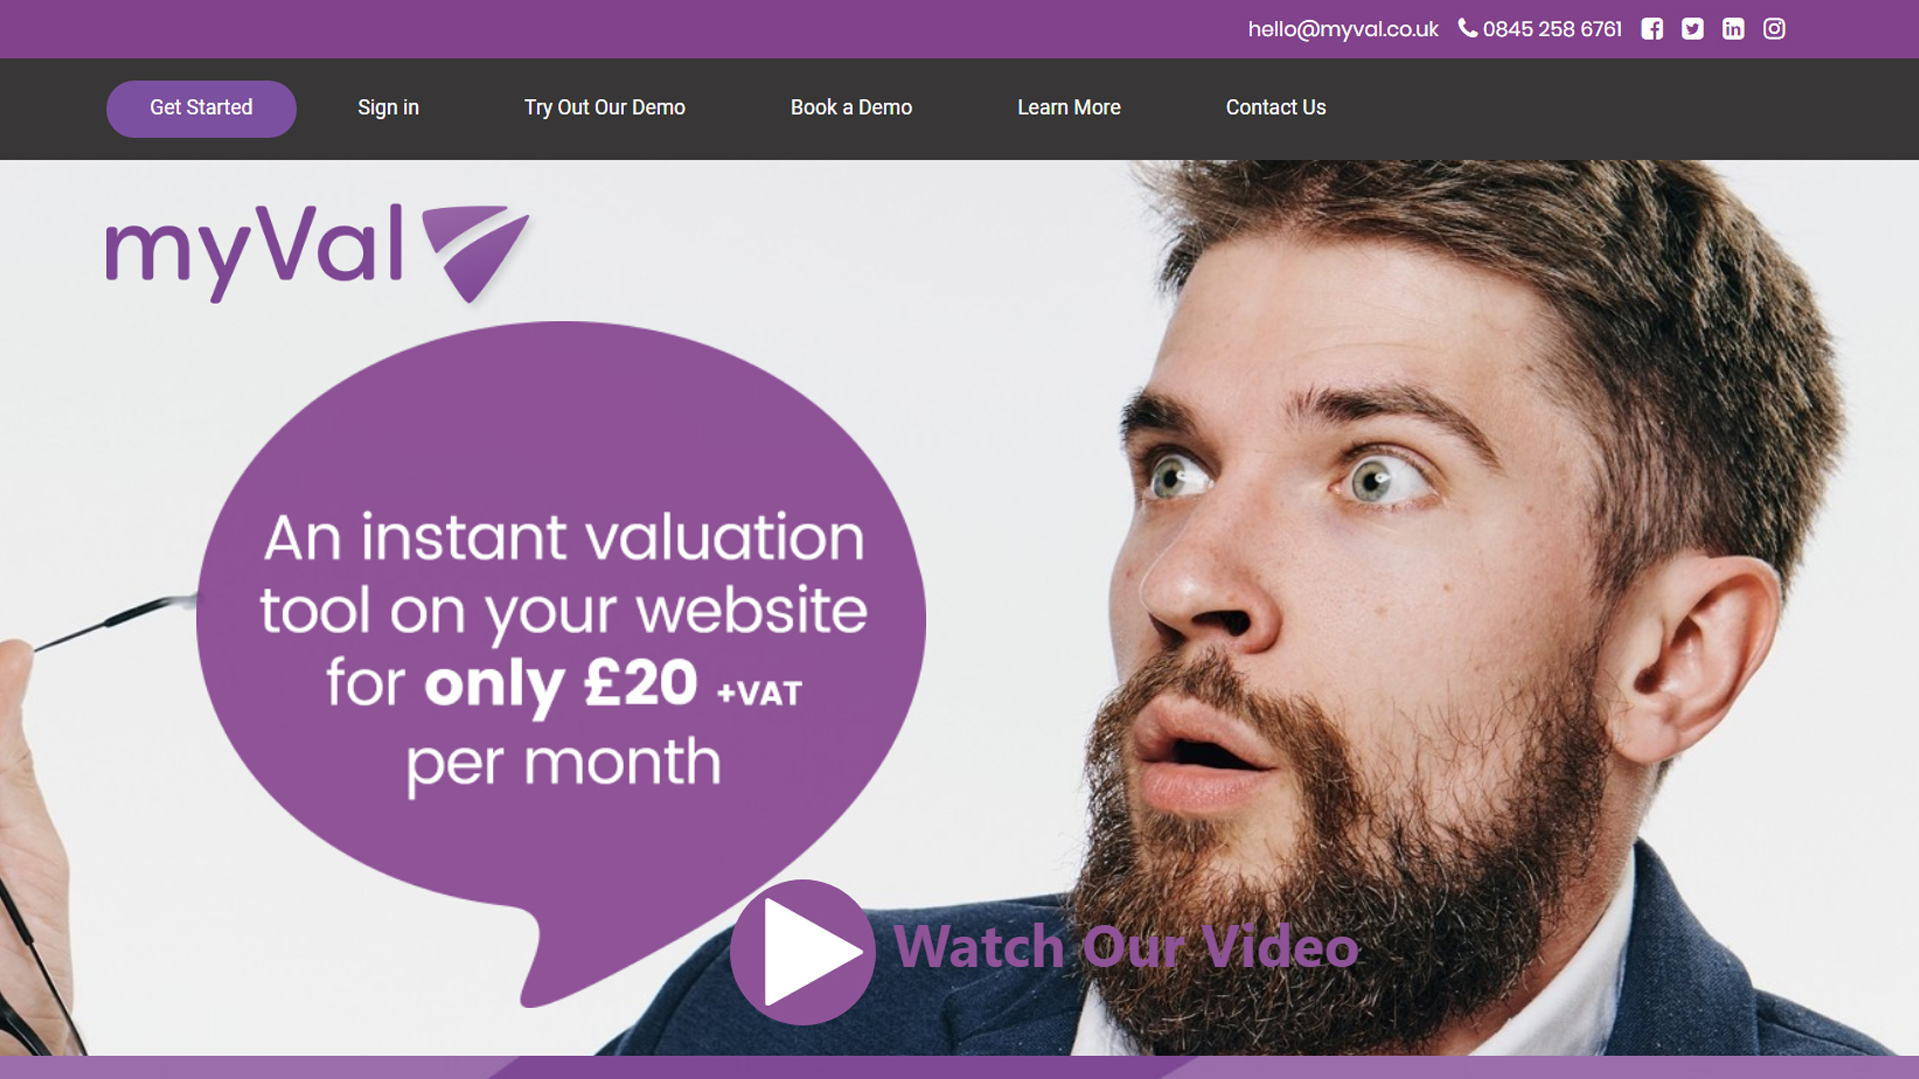 hello@myval.co.uk 0845 258 6761
Get Started Sign in Try Out Our Demo Book a Demo Learn More Contact Us
myVal
An instant valuation
tool on your website
for only £20 +VAT
per month
Watch Our Video